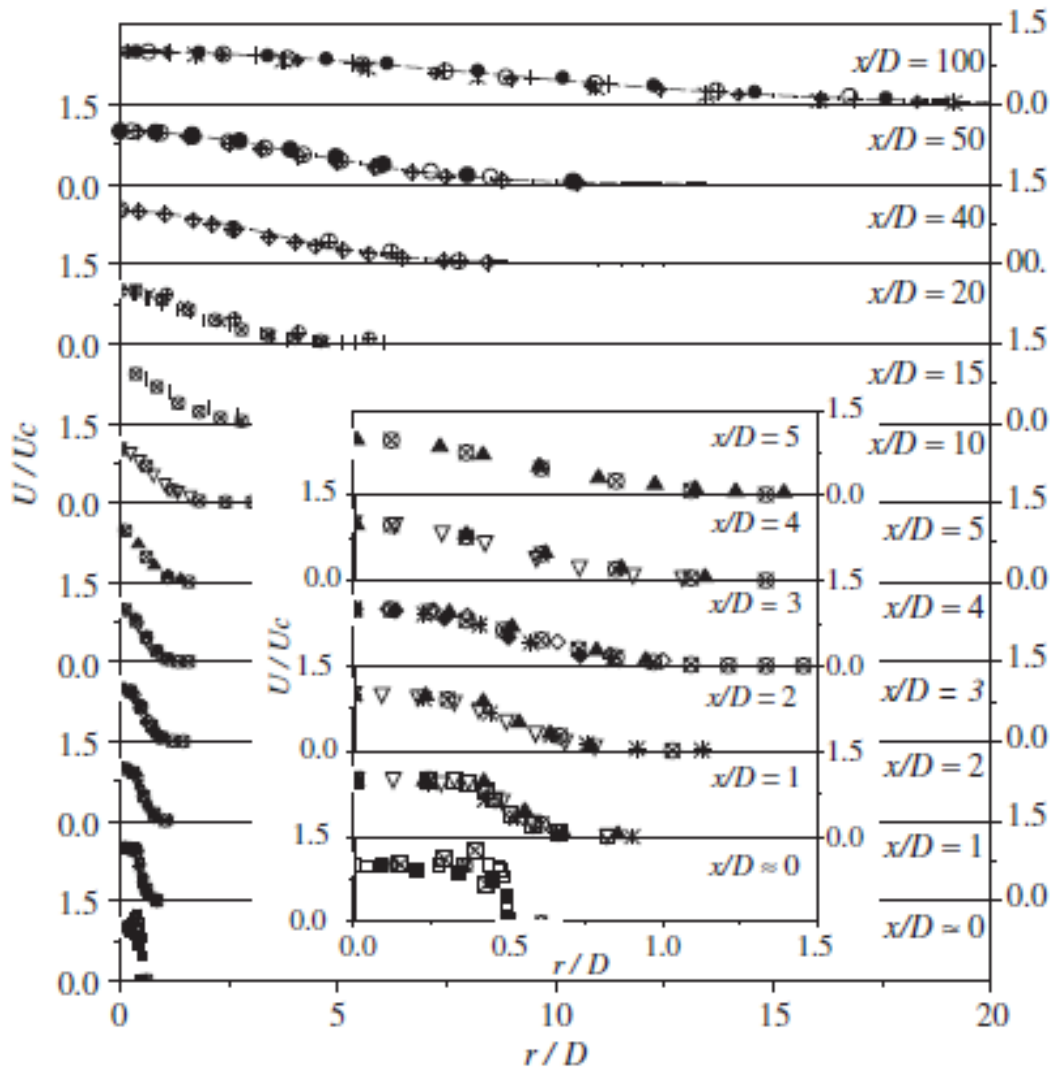 1.5
x/D = 100
0.0
1.5
x/D = 50
0.0
1.5
x/D = 40
1.5
00.
x/D = 20
0.0
1.5
x/D = 15
1.5
0.0
x/D = 10
0.0
1.5
x/D = 5
1.5
0.0
x/D = 4
0.0
1.5
x/D = 3
1.5
0.0
x/D = 2
0.0
1.5
x/D = 1
1.5
0.0
x/D ≃ 0
0.0
U / Uc
0
5
10
15
20
r / D
1.5
x/D = 5
1.5
0.0
x/D = 4
0.0
1.5
x/D = 3
1.5
0.0
x/D = 2
0.0
1.5
x/D = 1
1.5
0.0
x/D ≈ 0
0.0
U / Uc
0.0
0.5
1.0
1.5
r / D